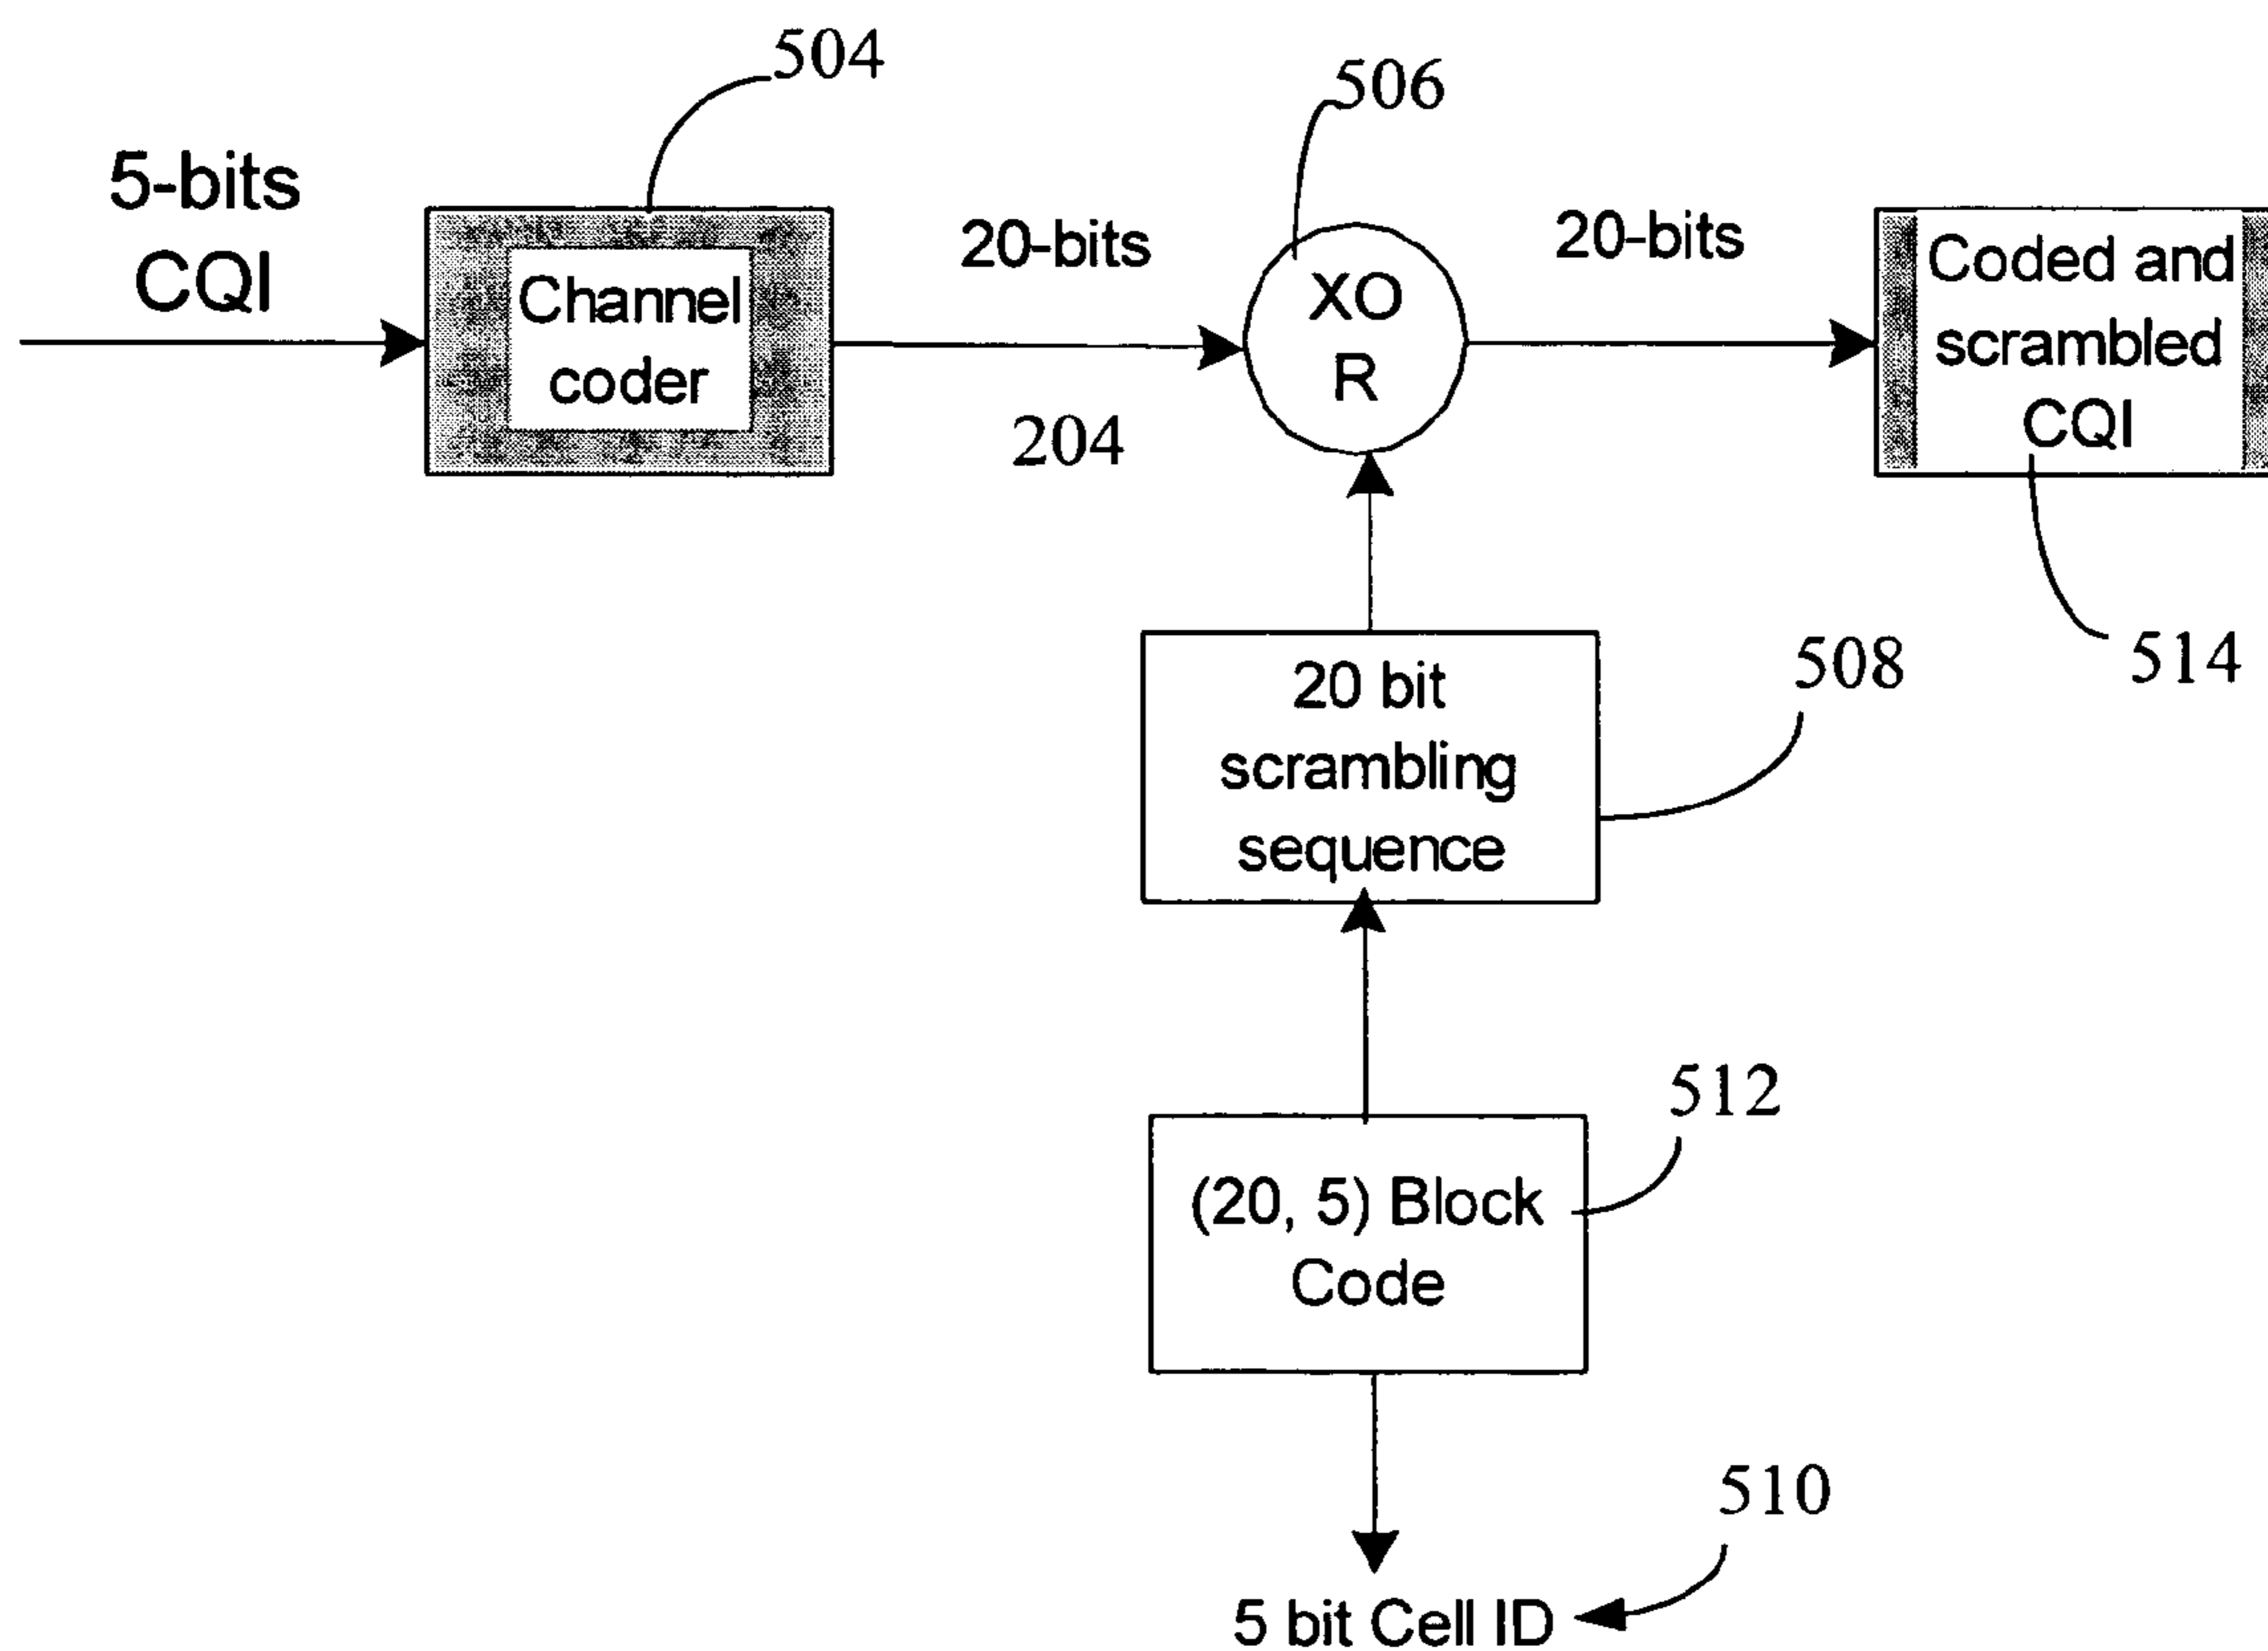 504
506
5-bits
CQI
20-bits
20-bits
Channel
coder
XO
R
Coded and
scrambled
CQI
204
20 bit
scrambling
sequence
508
514
512
(20, 5) Block
Code
510
5 bit Cell ID